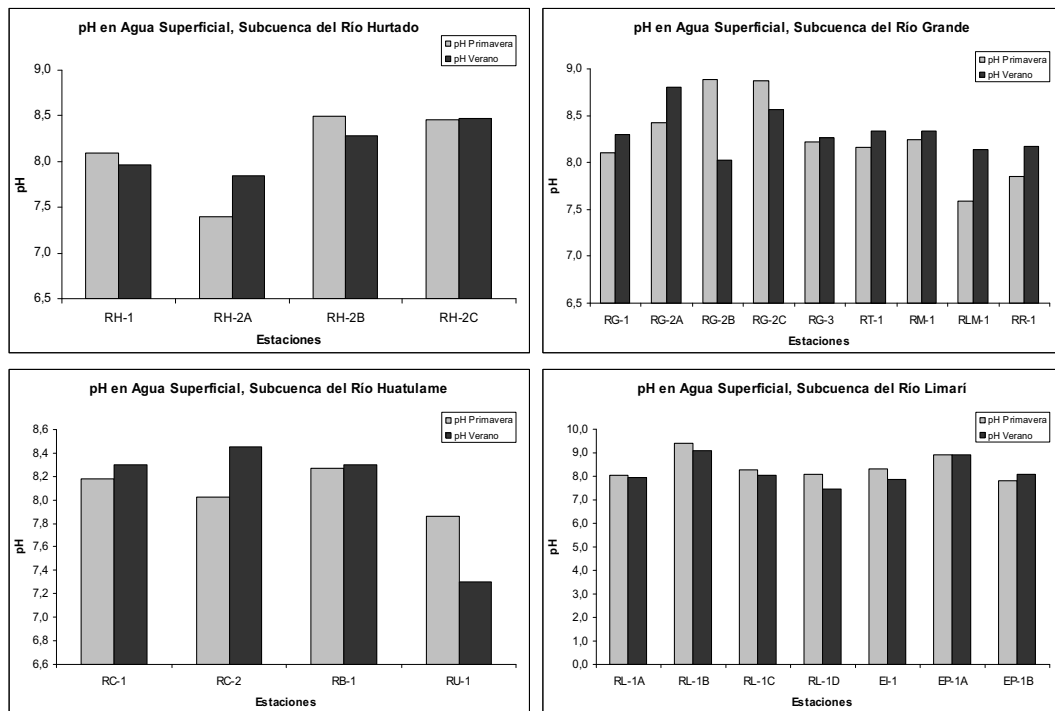 pH en Agua Superficial, Subcuenca del Río Hurtado
pH Primavera
pH Verano
9,0
8,5
8,0
7,5
7,0
6,5
pH
RH-1 RH-2A RH-2B RH-2C
Estaciones
pH en Agua Superficial, Subcuenca del Río Grande
pH Primavera
pH Verano
9,0
8,5
8,0
7,5
7,0
6,5
pH
RG-1 RG-2A RG-2B RG-2C RG-3 RT-1 RM-1 RLM-1 RR-1
Estaciones
pH en Agua Superficial, Subcuenca del Río Huatulame
pH Primavera
pH Verano
8,6
8,4
8,2
8,0
7,8
7,6
7,4
7,2
7,0
6,8
6,6
pH
RC-1 RC-2 RB-1 RU-1
Estaciones
pH en Agua Superficial, Subcuenca del Río Limarí
pH Primavera
pH Verano
10,0
9,0
8,0
7,0
6,0
5,0
4,0
3,0
2,0
1,0
0,0
pH
RL-1A RL-1B RL-1C RL-1D EI-1 EP-1A EP-1B
Estaciones